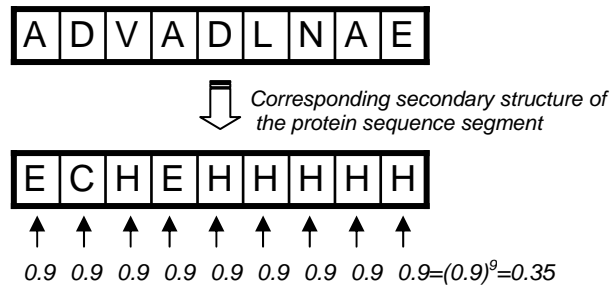 A D V A D L N A E
Corresponding secondary structure of
the protein sequence segment
E C H E H H H H H
0.9 0.9 0.9 0.9 0.9 0.9 0.9 0.9 0.9=(0.9)⁹=0.35